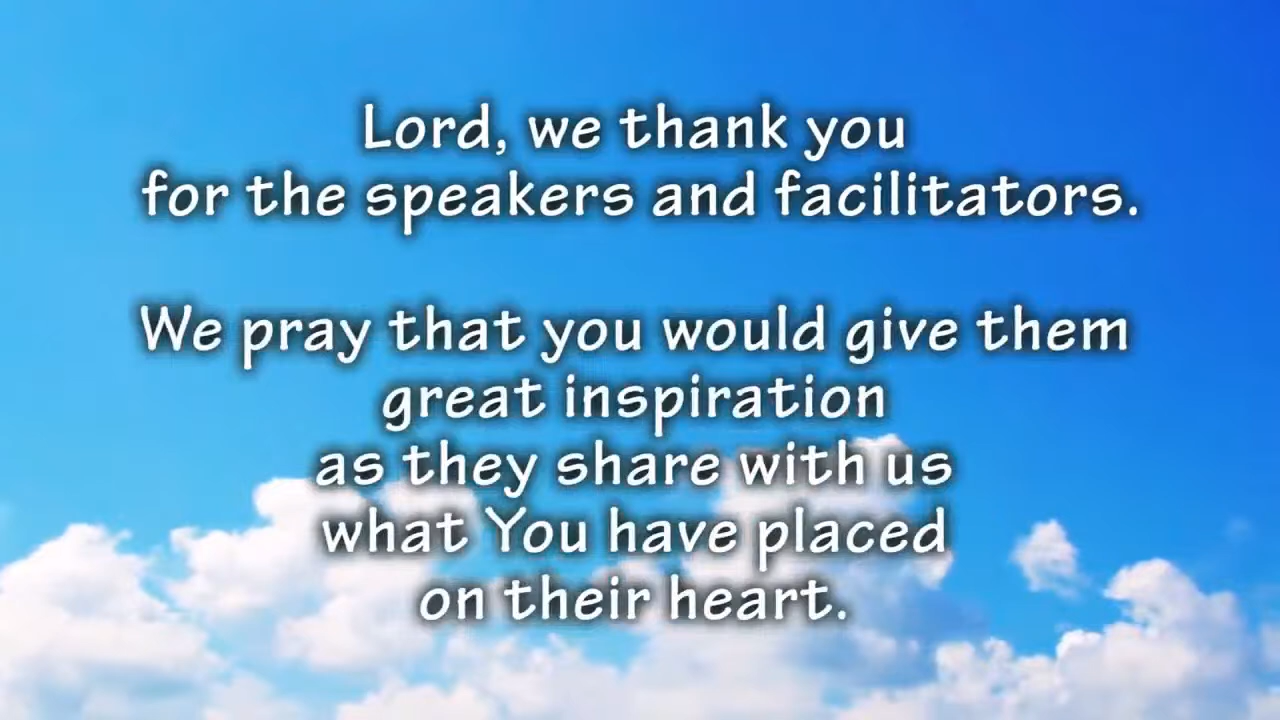 Lord, we thank you
for the speakers and facilitators.
We pray that you would give them
great inspiration
as they share with us
what You have placed
on their heart.